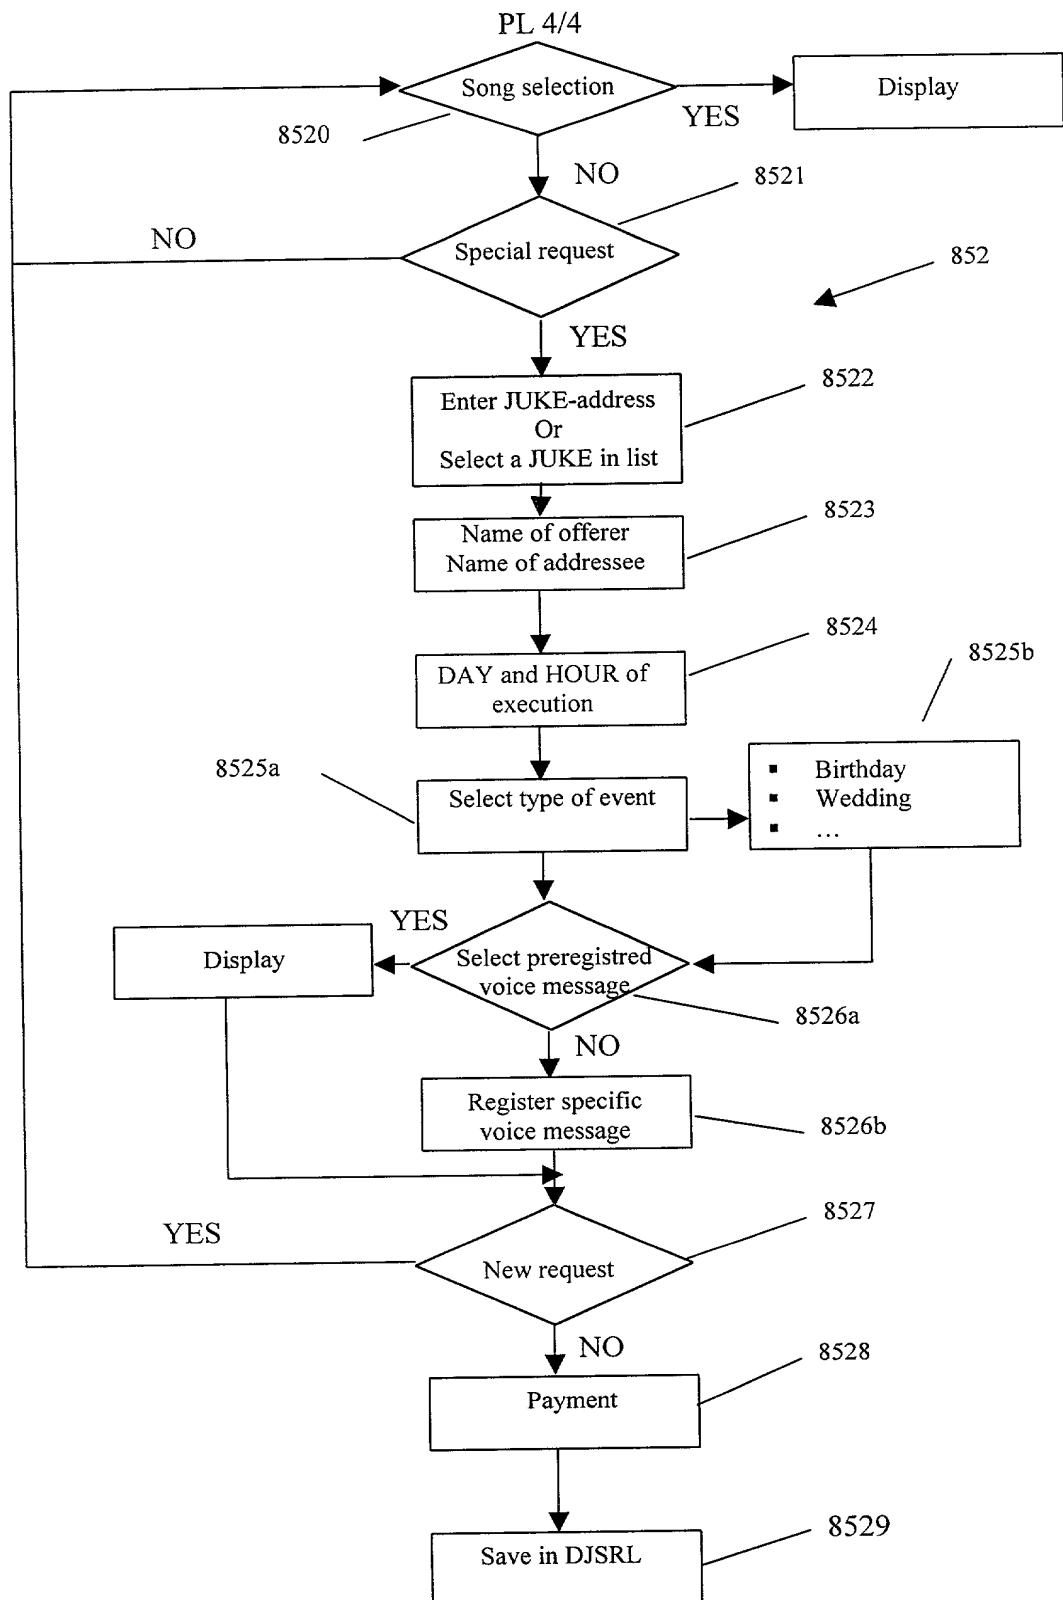 PL 4/4
Song selection
Display
8520
YES
NO
8521
NO
Special request
852
YES
8522
Enter JUKE-address
Or
Select a JUKE in list
8523
Name of offerer
Name of addressee
8524
DAY and HOUR of
execution
8525b
8525a
Select type of event
▪ Birthday
▪ Wedding
▪ …
YES
Display
Select preregistred
voice message
8526a
NO
Register specific
voice message
8526b
YES
8527
New request
NO
8528
Payment
8529
Save in DJSRL